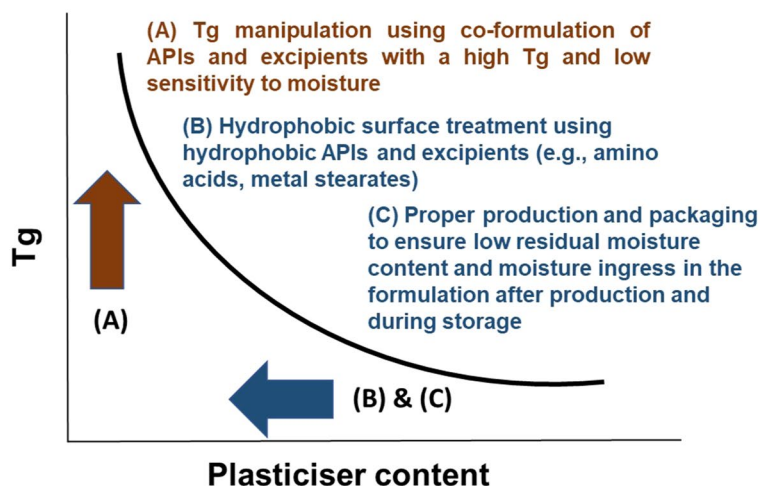 (A) Tg manipulation using co-formulation of
APIs and excipients with a high Tg and low
sensitivity to moisture
(B) Hydrophobic surface treatment using
hydrophobic APIs and excipients (e.g., amino
acids, metal stearates)
(C) Proper production and packaging
to ensure low residual moisture
content and moisture ingress in the
formulation after production and
during storage
Tg
(A)
(B) & (C)
Plasticiser content